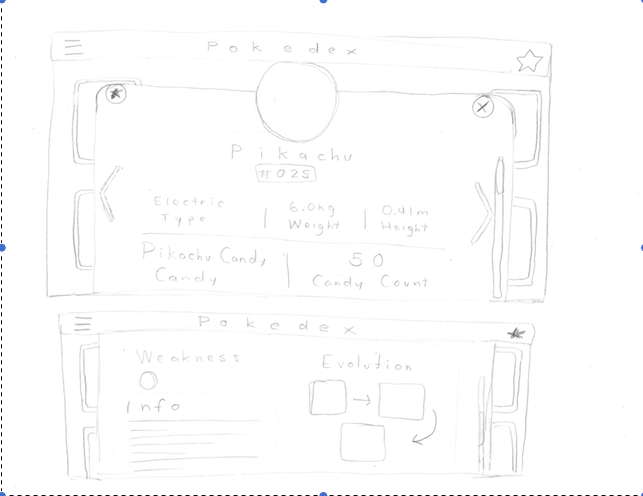 Pokedex
Pikachu
#025
Electric
Type
6.0kg
Weight
0.41m
Height
Pikachu Candy
Candy
50
Candy Count
Pokedex
Weakness
Evolution
Info